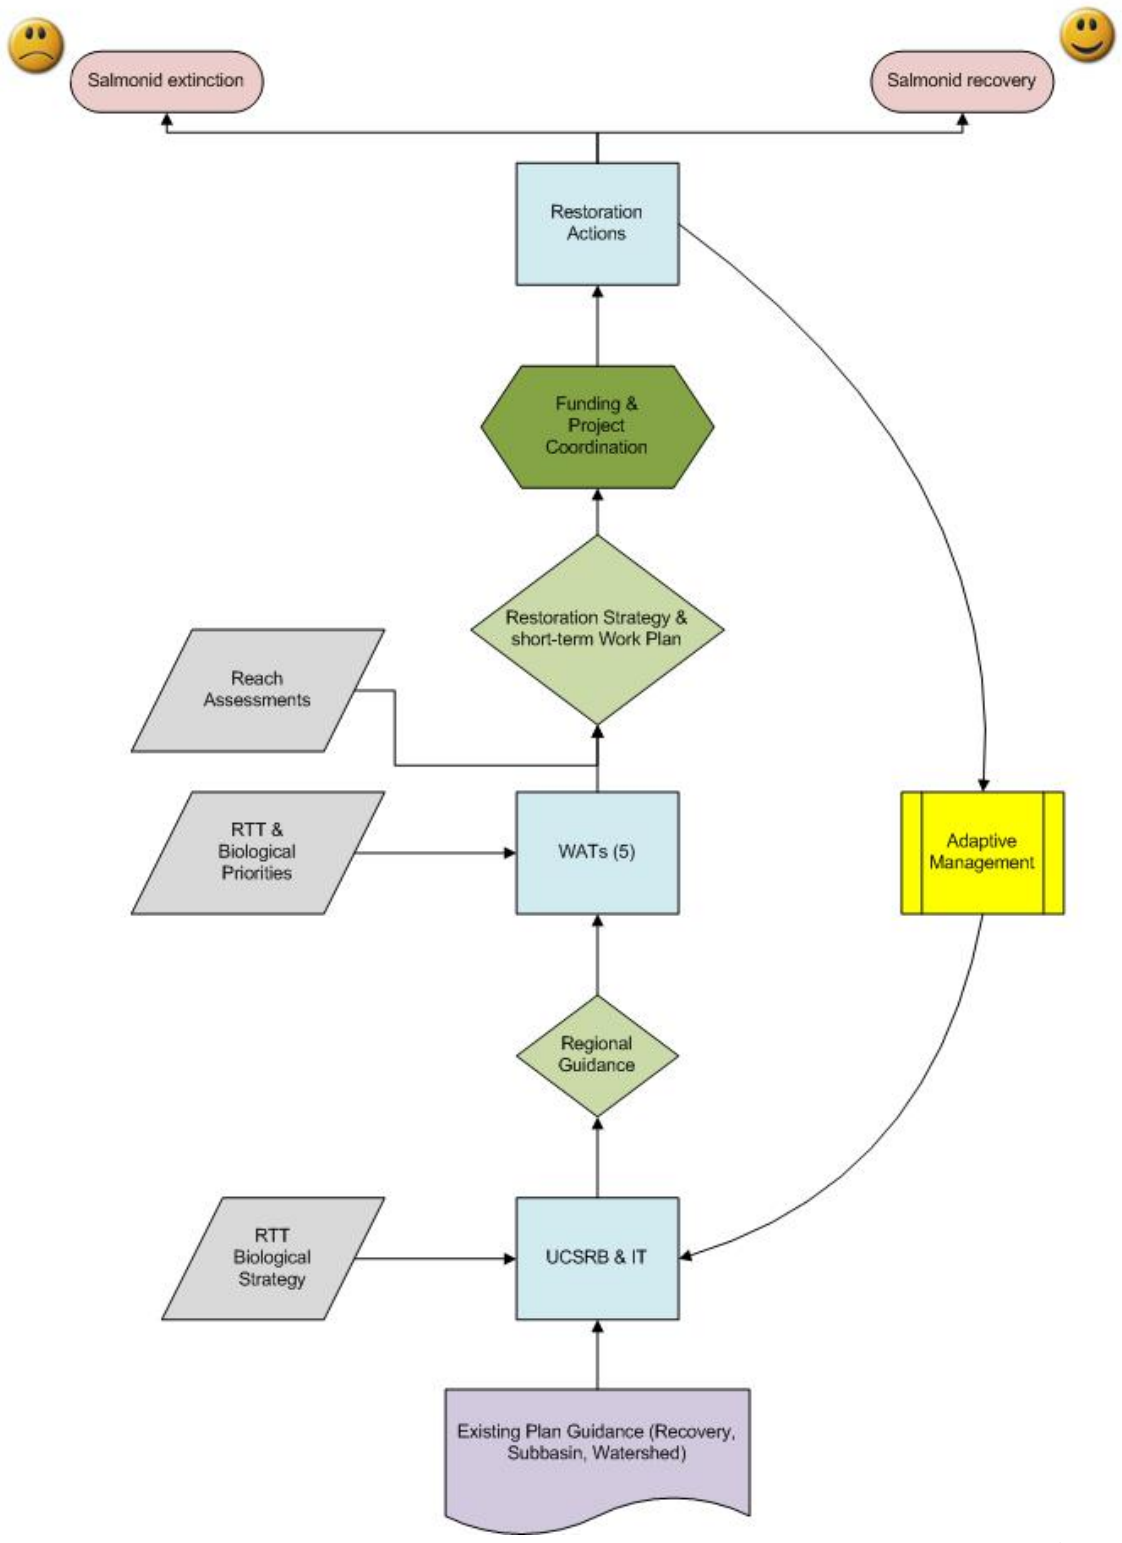 Salmonid extinction
Salmonid recovery
Restoration
Actions
Funding &
Project
Coordination
Restoration Strategy &
short-term Work Plan
Reach
Assessments
RTT &
Biological
Priorities
WATs (5)
Adaptive
Management
Regional
Guidance
RTT
Biological
Strategy
UCSRB & IT
Existing Plan Guidance (Recovery,
Subbasin, Watershed)